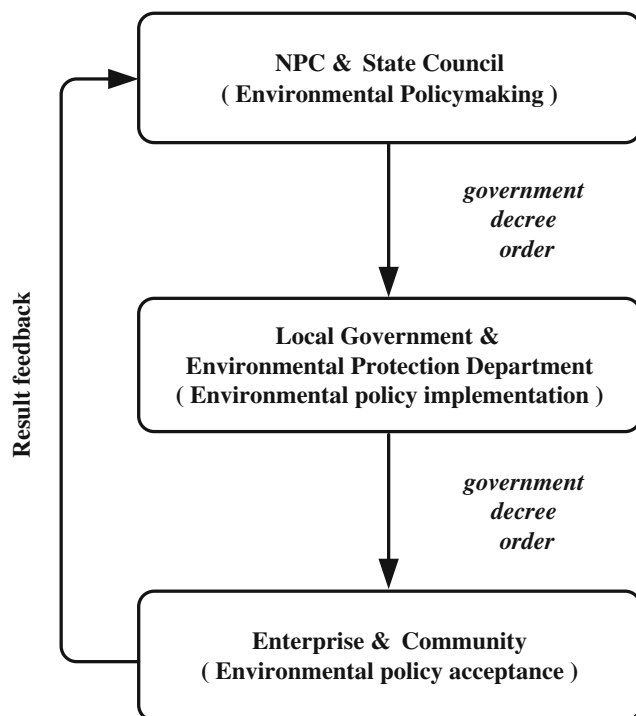 NPC & State Council
( Environmental Policymaking )
government
decree
order
Result feedback
Local Government &
Environmental Protection Department
( Environmental policy implementation )
government
decree
order
Enterprise & Community
( Environmental policy acceptance )